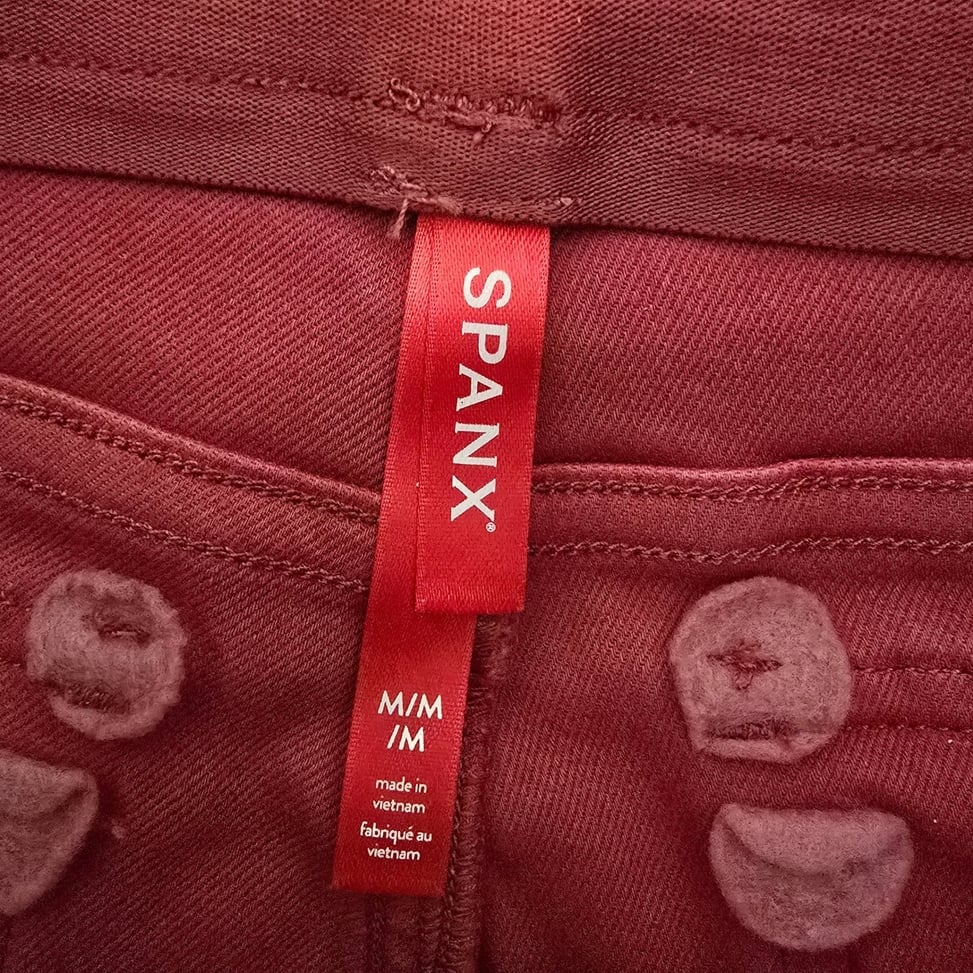 SPANX®
M/M
/M
made in
vietnam
fabriqué au
vietnam